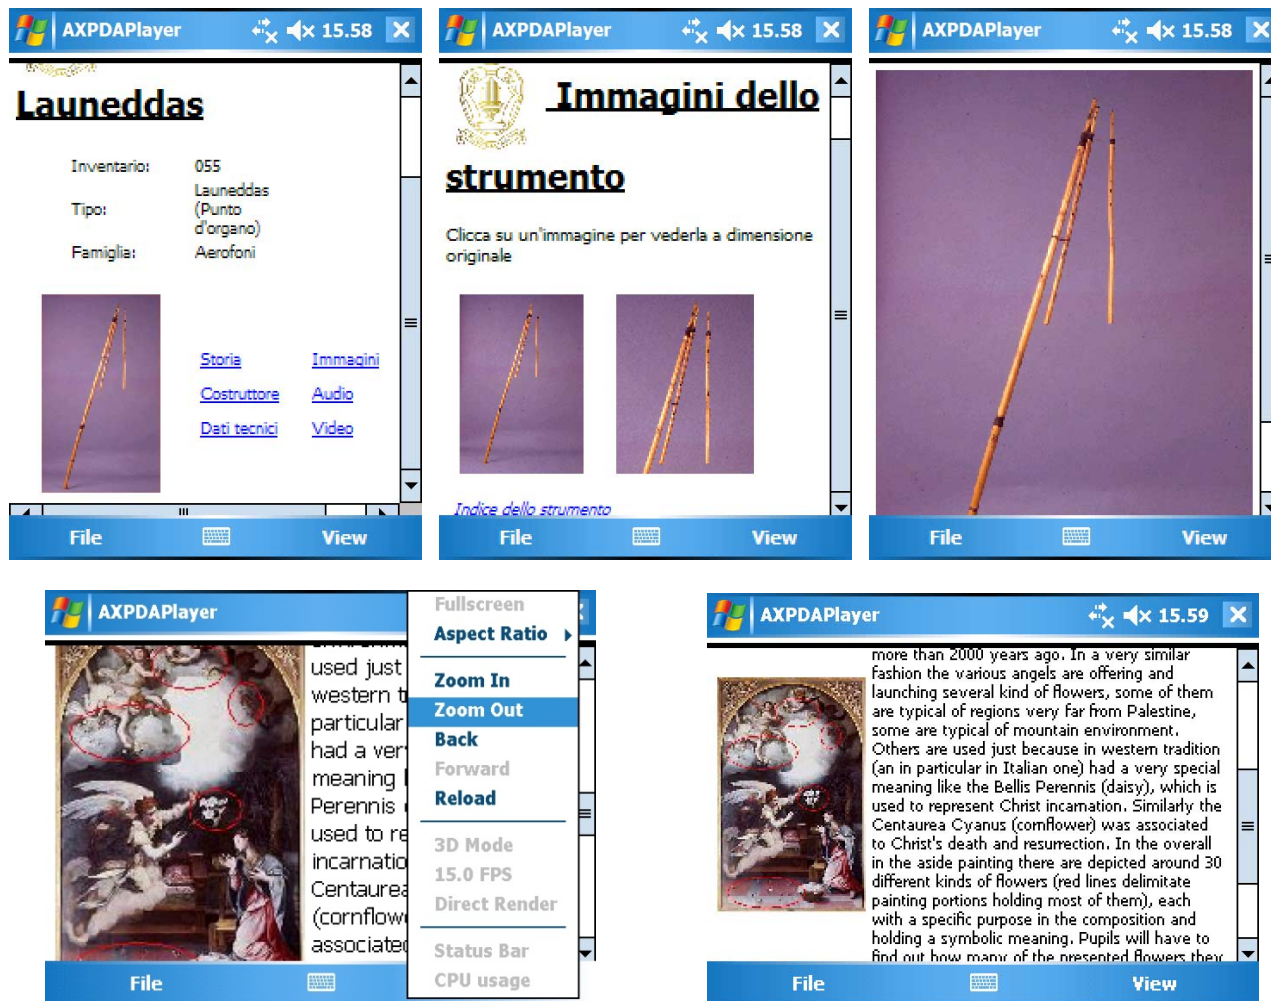 AXPDAPlayer 15.58
Launeddas
Inventario: 055
Tipo: Launeddas
(Punto
d'organo)
Famiglia: Aerofoni
Storia Immagini
Costruttore Audio
Dati tecnici Video
File View
AXPDAPlayer 15.58
Immagini dello
strumento
Clicca su un'immagine per vederla a dimensione
originale
Indice dello strumento
File View
AXPDAPlayer 15.58
File View
AXPDAPlayer
used just
western t
particular
had a ver
meaning
Perennis
used to re
incarnatio
Centaurea
(cornflow
associated
File
Fullscreen
Aspect Ratio
Zoom In
Zoom Out
Back
Forward
Reload
3D Mode
15.0 FPS
Direct Render
Status Bar
CPU usage
AXPDAPlayer 15.59
more than 2000 years ago. In a very similar
fashion the various angels are offering and
launching several kind of flowers, some of them
are typical of regions very far from Palestine,
some are typical of mountain environment.
Others are used just because in western tradition
(an in particular in Italian one) had a very special
meaning like the Bellis Perennis (daisy), which is
used to represent Christ incarnation. Similarly the
Centaurea Cyanus (cornflower) was associated
to Christ's death and resurrection. In the overall
in the aside painting there are depicted around 30
different kinds of flowers (red lines delimitate
painting portions holding most of them), each
with a specific purpose in the composition and
holding a symbolic meaning. Pupils will have to
find out how many of the presented flowers they
File View